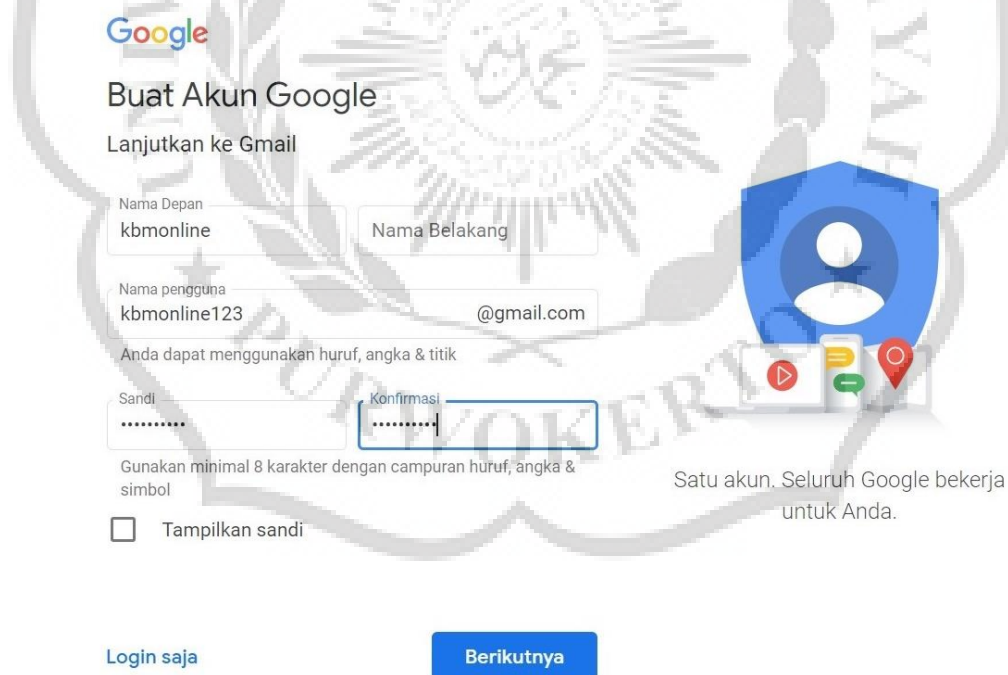 Google
Buat Akun Google
Lanjutkan ke Gmail
Nama Depan
kbmonline
Nama Belakang
Nama pengguna
kbmonline123 @gmail.com
Anda dapat menggunakan huruf, angka & titik
Sandi
••••••••••
Konfirmasi
••••••••••
Gunakan minimal 8 karakter dengan campuran huruf, angka &
simbol
Tampilkan sandi
Login saja
Berikutnya
Satu akun. Seluruh Google bekerja
untuk Anda.
PURWOKERTO